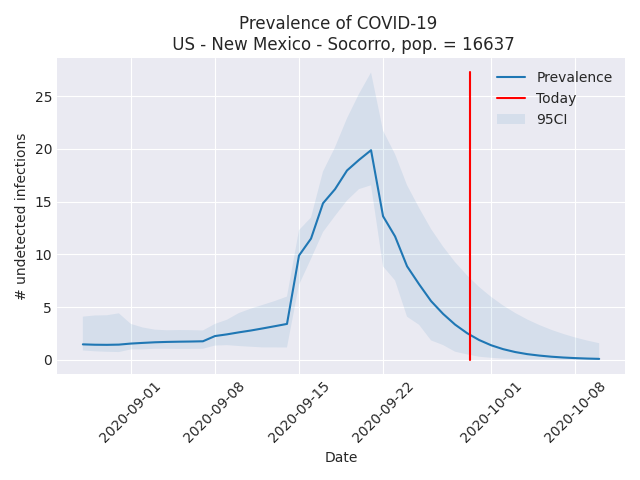 Prevalence of COVID-19
US - New Mexico - Socorro, pop. = 16637
Prevalence
Today
95CI
# undetected infections
25
20
15
10
5
0
2020-09-01
2020-09-08
2020-09-15
2020-09-22
2020-10-01
2020-10-08
Date